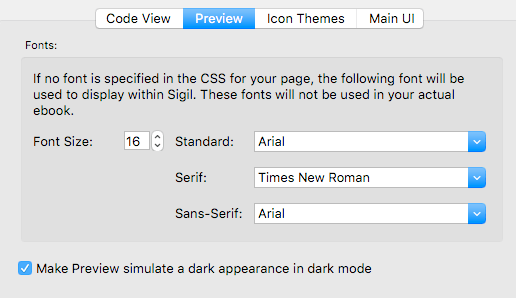 Code View Preview Icon Themes Main UI
Fonts:
If no font is specified in the CSS for your page, the following font will be
used to display within Sigil. These fonts will not be used in your actual
ebook.
Font Size: 16 Standard: Arial
Serif: Times New Roman
Sans-Serif: Arial
Make Preview simulate a dark appearance in dark mode